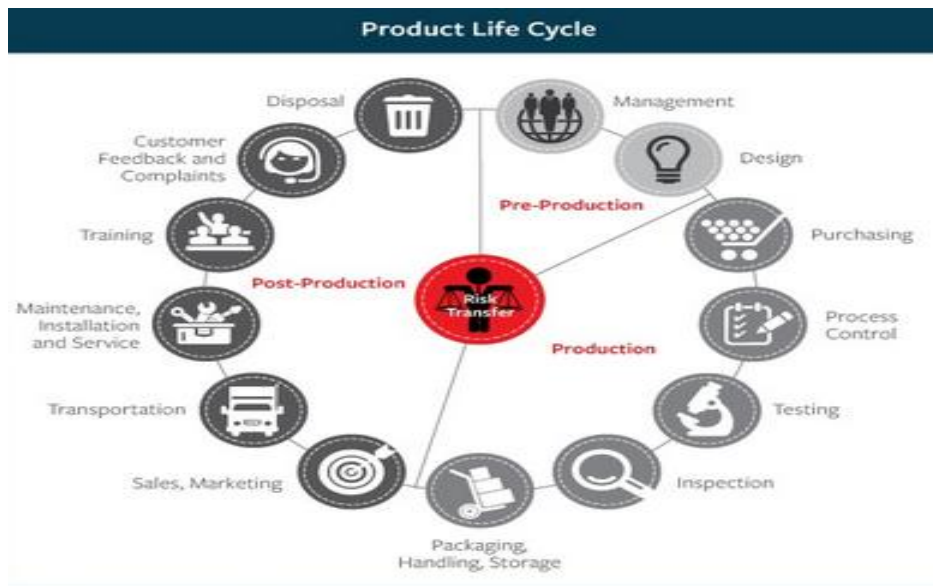 Product Life Cycle
Disposal
Management
Customer
Feedback and
Complaints
Design
Pre-Production
Training
Purchasing
Post-Production
Risk
Transfer
Maintenance,
Installation
and Service
Process
Control
Production
Transportation
Testing
Sales, Marketing
Inspection
Packaging,
Handling, Storage